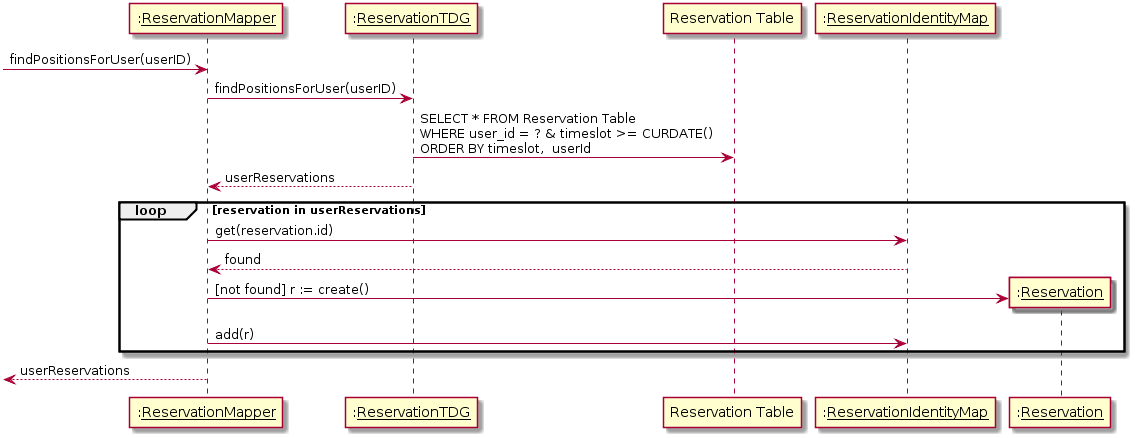 :ReservationMapper
:ReservationTDG
Reservation Table
:ReservationIdentityMap
findPositionsForUser(userID)
findPositionsForUser(userID)
SELECT * FROM Reservation Table
WHERE user_id = ? & timeslot >= CURDATE()
ORDER BY timeslot,  userId
userReservations
loop
[reservation in userReservations]
get(reservation.id)
found
[not found] r := create()
:Reservation
add(r)
userReservations
:ReservationMapper
:ReservationTDG
Reservation Table
:ReservationIdentityMap
:Reservation